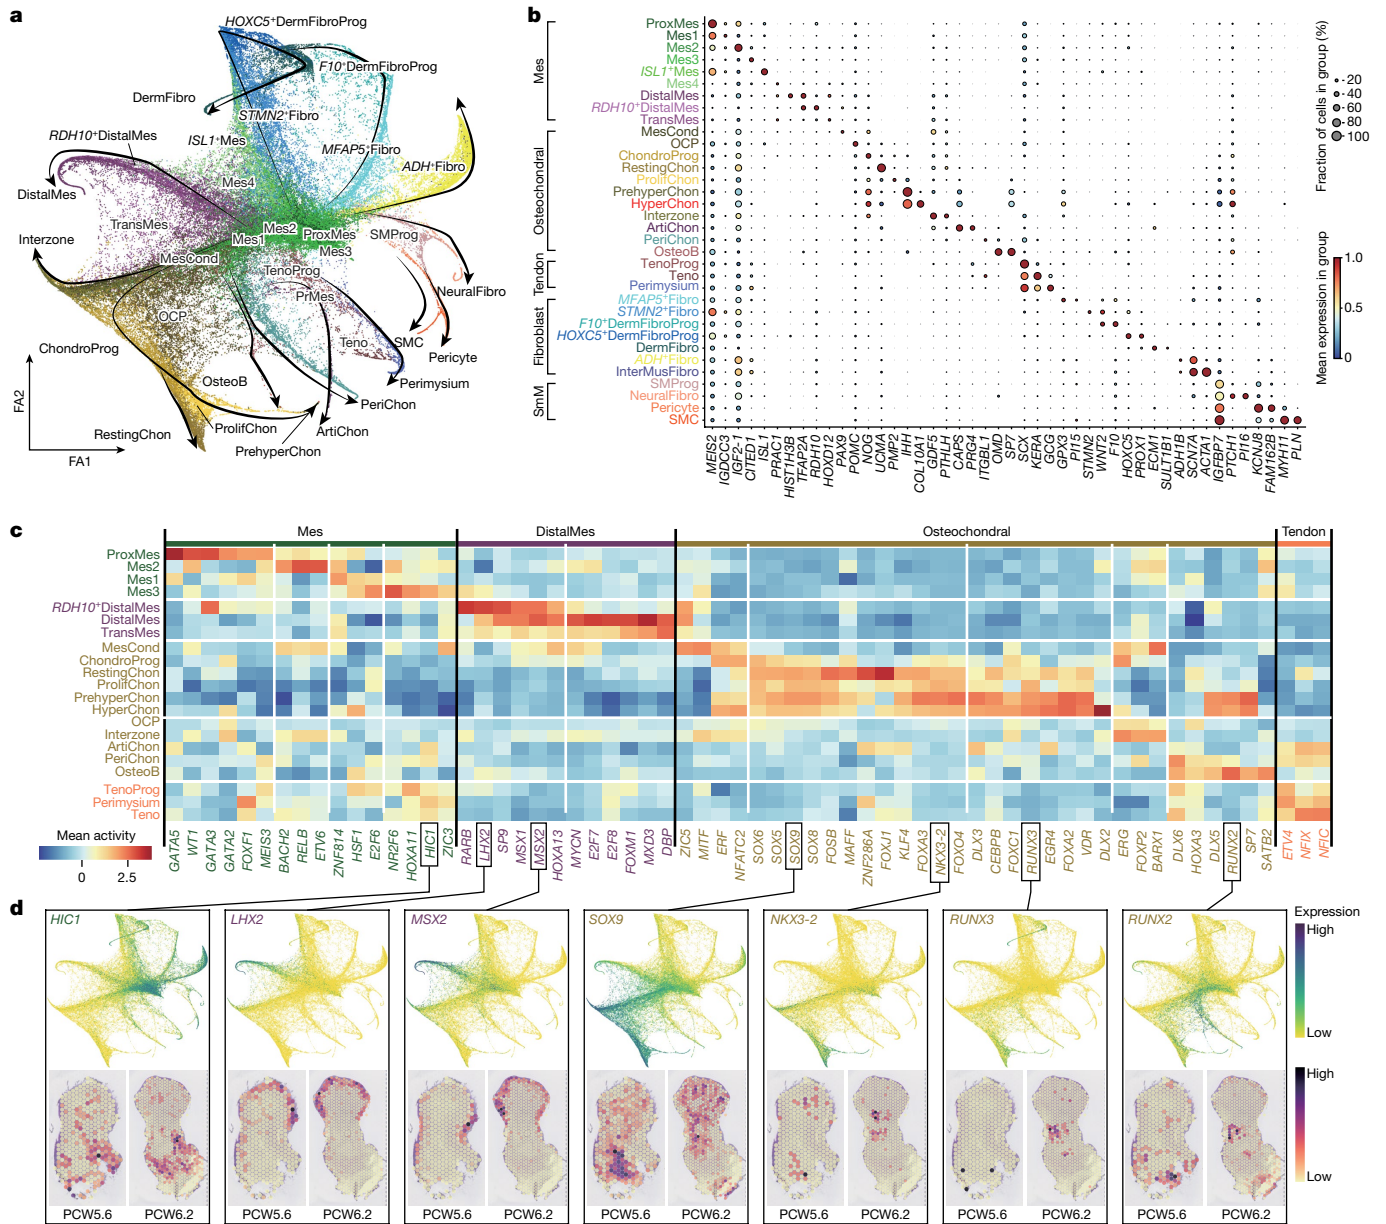 a
HOXC5+DermFibroProg
F10+DermFibroProg
DermFibro
STMN2+Fibro
RDH10+DistalMes
ISL1+Mes
MFAP5+Fibro
ADH+Fibro
Mes4
DistalMes
TransMes
Mes2
Mes1
ProxMes
SMProg
Interzone
Mes3
MesCond
TenoProg
NeuralFibro
PrMes
OCP
ChondroProg
Teno
SMC
Pericyte
Perimysium
OsteoB
PeriChon
FA2
RestingChon
ProlifChon
ArtiChon
PrehyperChon
FA1
b
Mes
Osteochondral
Tendon
Fibroblast
SmM
ProxMes
Mes1
Mes2
Mes3
ISL1+Mes
Mes4
DistalMes
RDH10+DistalMes
TransMes
MesCond
OCP
ChondroProg
RestingChon
ProlifChon
PrehyperChon
HyperChon
Interzone
ArtiChon
PeriChon
OsteoB
TenoProg
Teno
Perimysium
MFAP5+Fibro
STMN2+Fibro
F10+DermFibroProg
HOXC5+DermFibroProg
DermFibro
ADH+Fibro
InterMusFibro
SMProg
NeuralFibro
Pericyte
SMC
MEIS2 IGDCC3 IGF2-1 CITED1 ISL1 PRAC1 HIST1H3B TFAP2A RDH10 HOXD12 PAX9 POMC NOG UCMA PMP2 IHH COL10A1 GDF5 PTHLH CAPS PRG4 ITGBL1 OMD SP7 SCX KERA GCG GPX3 PI15 STMN2 WNT2 F10 HOXC5 PROX1 ECM1 SULT1B1 ADH1B SCN7A ACTA1 IGFBP7 PTCH1 PI16 KCNJ8 FAM162B MYH11 PLN
Fraction of cells in group (%)
20
40
60
80
100
Mean expression in group
1.0
0.5
0
c
Mes DistalMes Osteochondral Tendon
ProxMes
Mes2
Mes1
Mes3
RDH10+DistalMes
DistalMes
TransMes
MesCond
ChondroProg
RestingChon
ProlifChon
PrehyperChon
HyperChon
OCP
Interzone
ArtiChon
PeriChon
OsteoB
TenoProg
Perimysium
Teno
Mean activity
0 2.5
GATA5 WT1 GATA3 GATA2 FOXF1 MEIS3 BACH2 RELB ETV6 ZNF814 HSF1 E2F6 NR2F6 HOXA11 HIC1 ZIC3 RARB LHX2 SP9 MSX1 MSX2 HOXA13 MYCN E2F7 E2F8 FOXM1 MXD3 DBP ZIC5 MITF ERF NFATC2 SOX6 SOX5 SOX9 SOX8 FOSB MAFF ZNF286A FOXJ1 KLF4 FOXA3 NKX3-2 FOXO4 DLX3 CEBPB FOXC1 RUNX3 EGR4 FOXA2 VDR DLX2 ERG FOXP2 BARX1 DLX6 HOXA3 DLX5 RUNX2 SP7 SATB2 ETV4 NFIX NFIC
d
HIC1 LHX2 MSX2 SOX9 NKX3-2 RUNX3 RUNX2
Expression
High
Low
High
Low
PCW5.6 PCW6.2 PCW5.6 PCW6.2 PCW5.6 PCW6.2 PCW5.6 PCW6.2 PCW5.6 PCW6.2 PCW5.6 PCW6.2 PCW5.6 PCW6.2